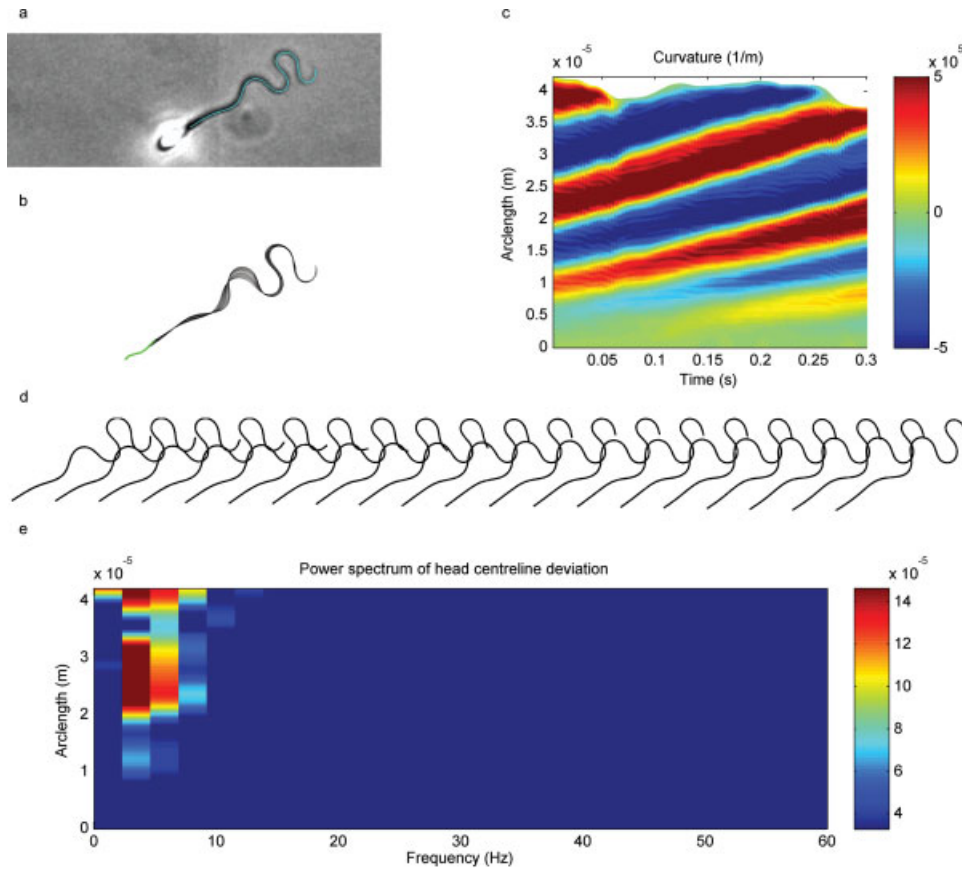 a
b
c
Curvature (1/m)
x 10⁻⁵
x 10⁵
4
3.5
3
2.5
2
1.5
1
0.5
0
Arclength (m)
0.05
0.1
0.15
0.2
0.25
0.3
Time (s)
5
0
-5
d
e
Power spectrum of head centreline deviation
x 10⁻⁵
x 10⁻⁵
4
3
2
1
0
Arclength (m)
0
10
20
30
40
50
60
Frequency (Hz)
14
12
10
8
6
4